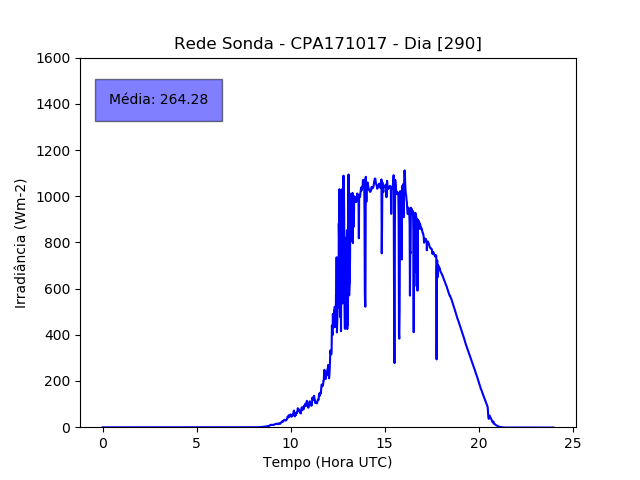 Rede Sonda - CPA171017 - Dia [290]
1600
1400
1200
1000
800
600
400
200
0
Média: 264.28
Irradiância (Wm-2)
0 5 10 15 20 25
Tempo (Hora UTC)